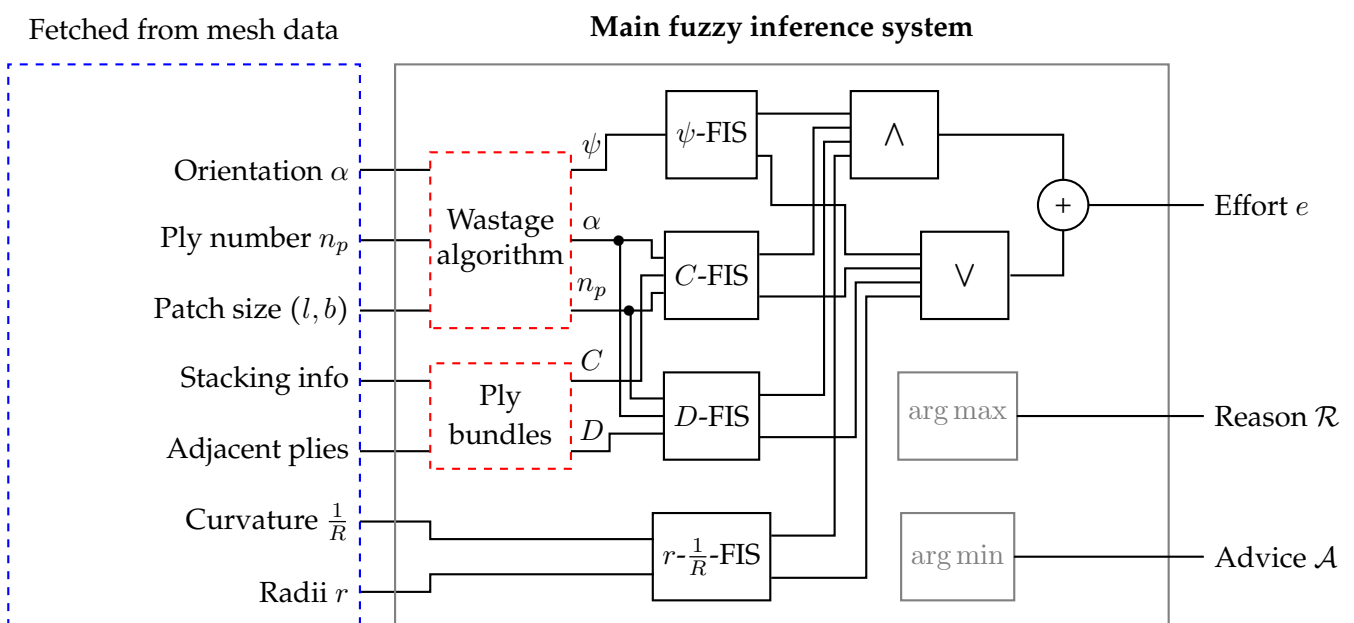 Fetched from mesh data
Main fuzzy inference system
Orientation α
Ply number n_p
Patch size (l, b)
Stacking info
Adjacent plies
Curvature 1/R
Radii r
Wastage
algorithm
Ply
bundles
ψ
α
n_p
C
D
ψ-FIS
C-FIS
D-FIS
r-1/R-FIS
∧
∨
+
arg max
arg min
Effort e
Reason ℛ
Advice 𝒜